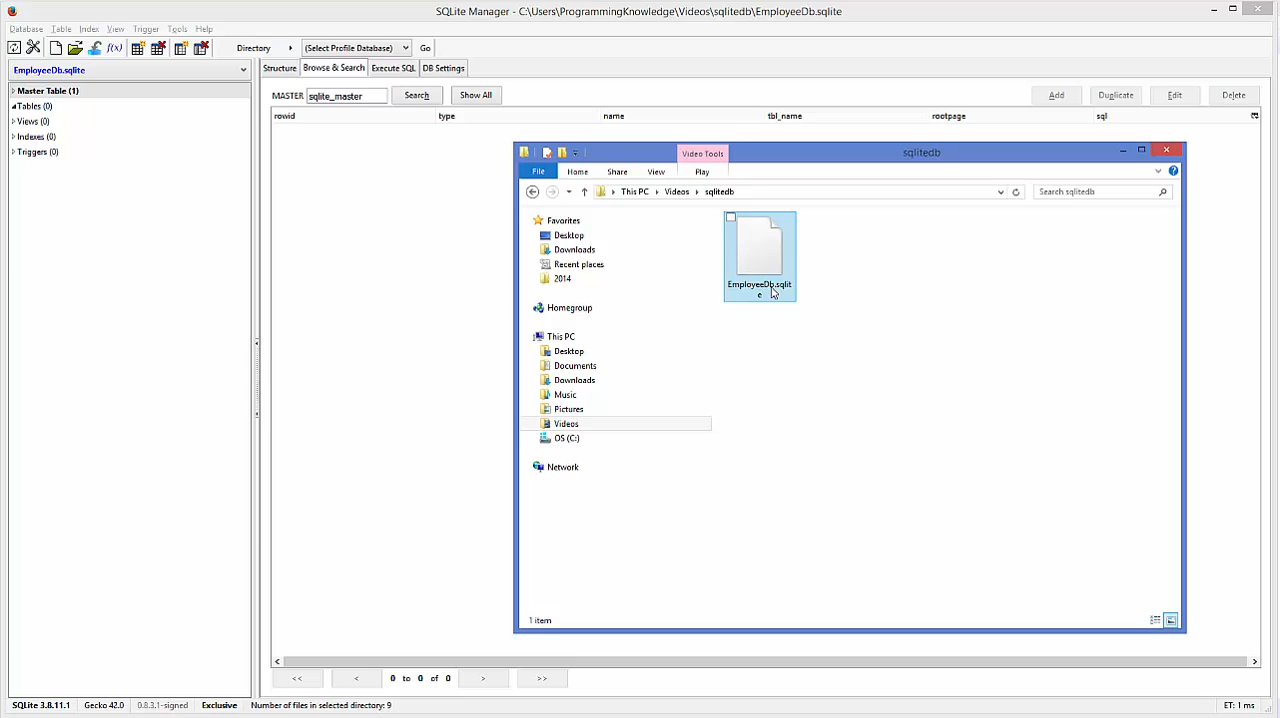 SQLite Manager - C:\Users\ProgrammingKnowledge\Videos\sqlitedb\EmployeeDb.sqlite
Database Table Index View Trigger Tools Help
f(x) Directory (Select Profile Database) Go
EmployeeDb.sqlite
Structure Browse & Search Execute SQL DB Settings
Master Table (1)
Tables (0)
Views (0)
Indexes (0)
Triggers (0)
MASTER sqlite_master Search Show All Add Duplicate Edit Delete
rowid type name tbl_name rootpage sql
Video Tools sqlitedb
File Home Share View Play
This PC Videos sqlitedb Search sqlitedb
Favorites
Desktop
Downloads
Recent places
2014
Homegroup
This PC
Desktop
Documents
Downloads
Music
Pictures
Videos
OS (C:)
Network
EmployeeDb.sqlit
e
1 item
<< < 0 to 0 of 0 > >>
SQLite 3.8.11.1 Gecko 42.0 0.8.3.1-signed Exclusive Number of files in selected directory: 9 ET: 1 ms